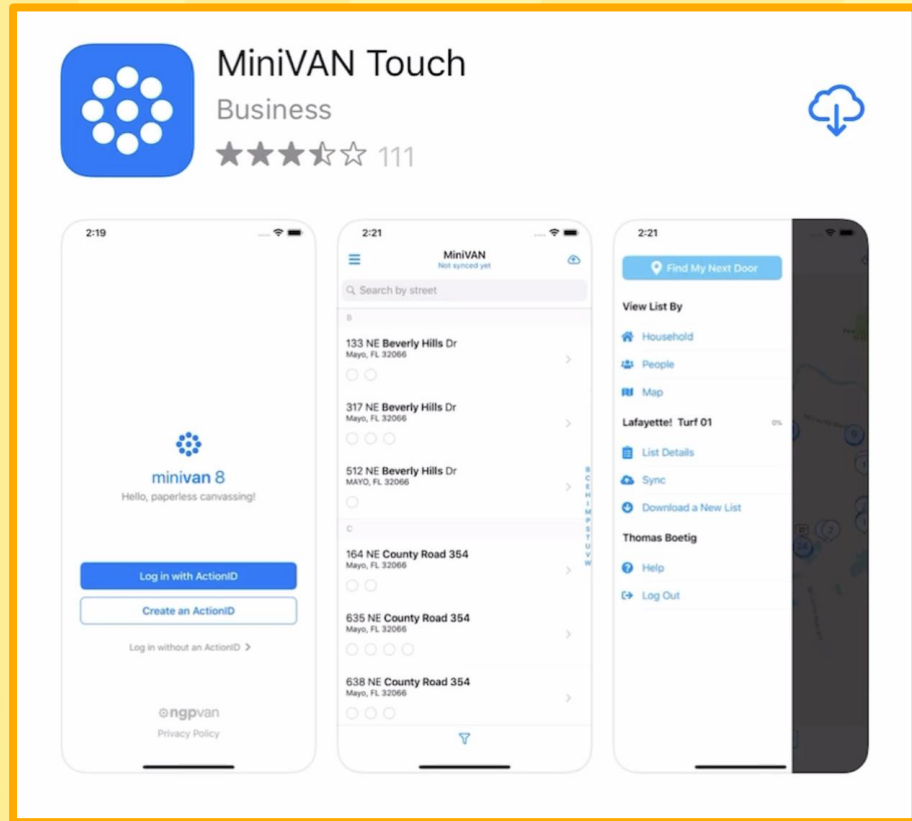 MiniVAN Touch
Business
111
2:19
minivan 8
Hello, paperless canvassing!
Log in with ActionID
Create an ActionID
Log in without an ActionID >
ngpvan
Privacy Policy
2:21
MiniVAN
Not synced yet
Search by street
B
133 NE Beverly Hills Dr
Mayo, FL 32066
317 NE Beverly Hills Dr
Mayo, FL 32066
512 NE Beverly Hills Dr
MAYO, FL 32066
C
164 NE County Road 354
Mayo, FL 32066
635 NE County Road 354
Mayo, FL 32066
638 NE County Road 354
Mayo, FL 32066
B
C
E
H
I
M
P
S
T
U
V
W
2:21
Find My Next Door
View List By
Household
People
Map
Lafayette! Turf 01
0%
List Details
Sync
Download a New List
Thomas Boetig
Help
Log Out